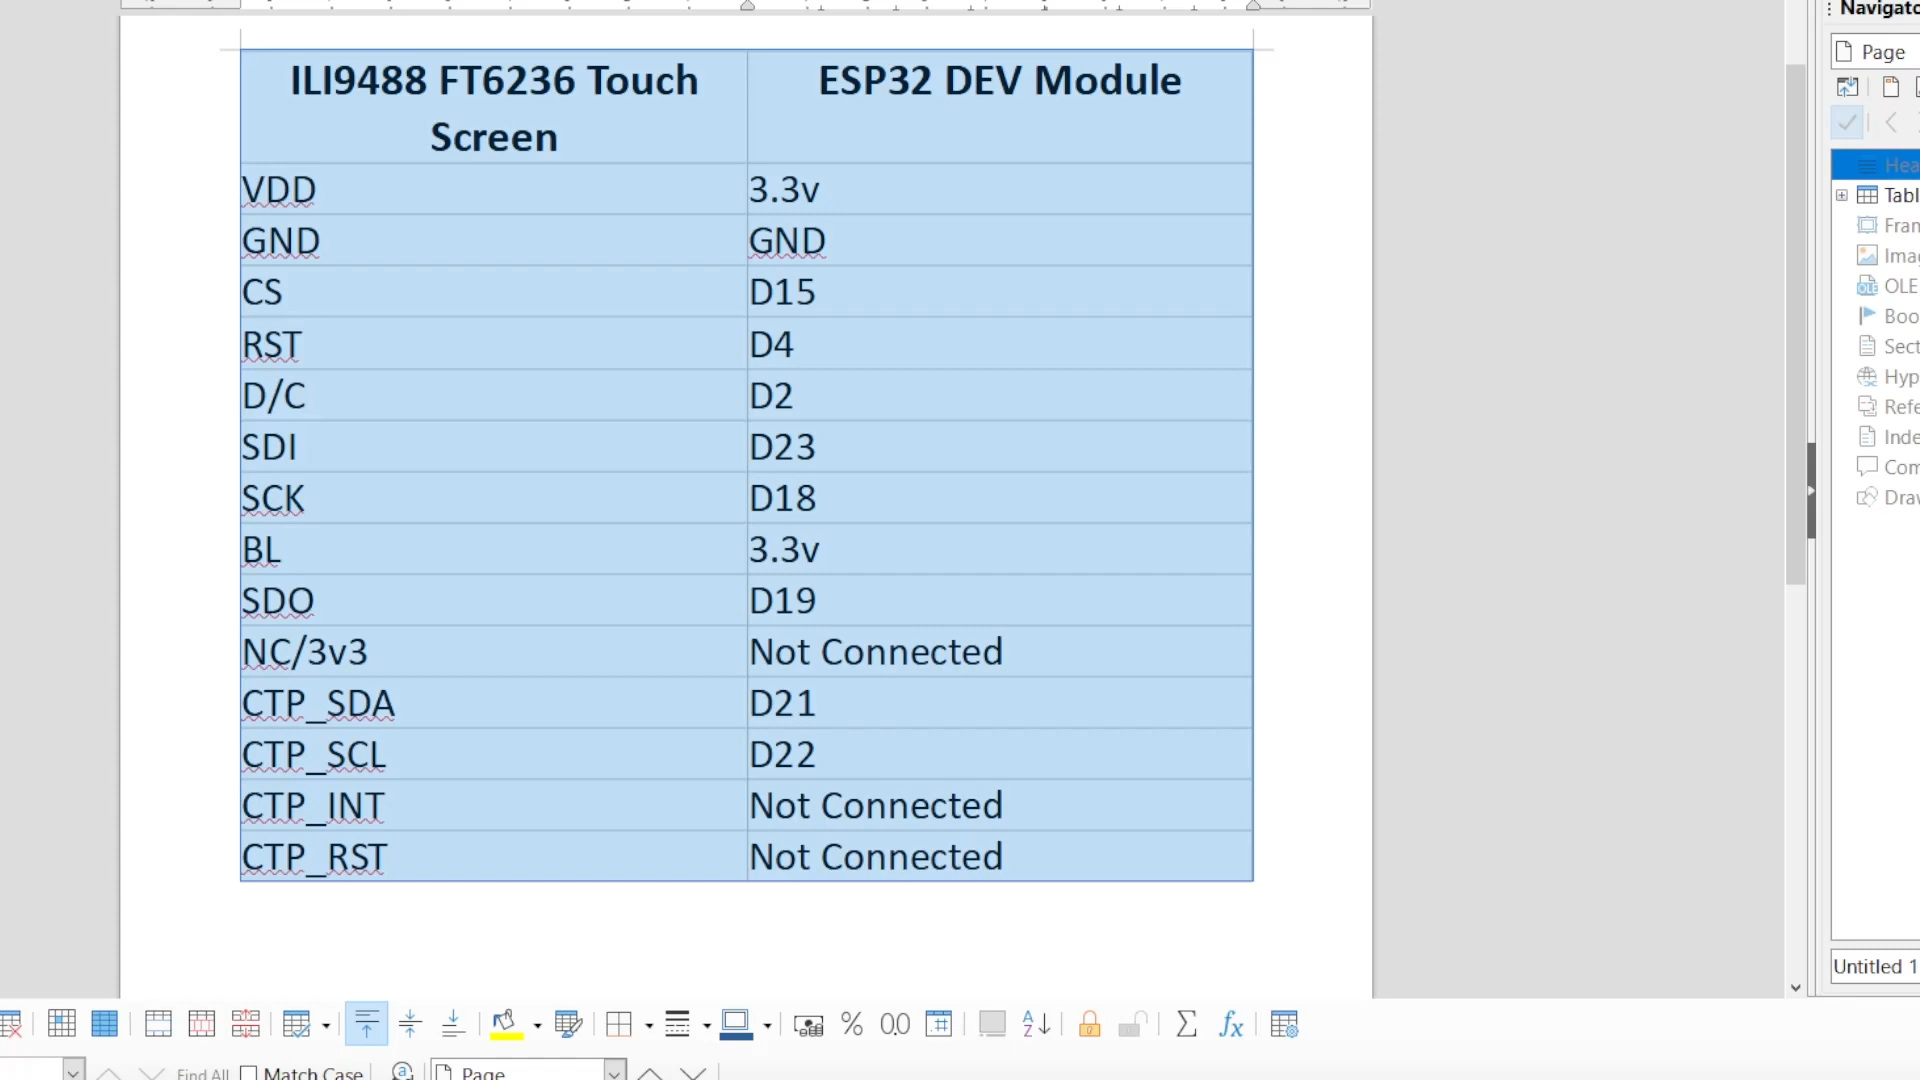 Navigato
ILI9488 FT6236 Touch Screen ESP32 DEV Module
VDD 3.3v
GND GND
CS D15
RST D4
D/C D2
SDI D23
SCK D18
BL 3.3v
SDO D19
NC/3v3 Not Connected
CTP_SDA D21
CTP_SCL D22
CTP_INT Not Connected
CTP_RST Not Connected
Page
Hea
Tabl
Fran
Imag
OLE
Boo
Sect
Hyp
Refe
Inde
Com
Drav
Untitled 1
Find All Match Case Page